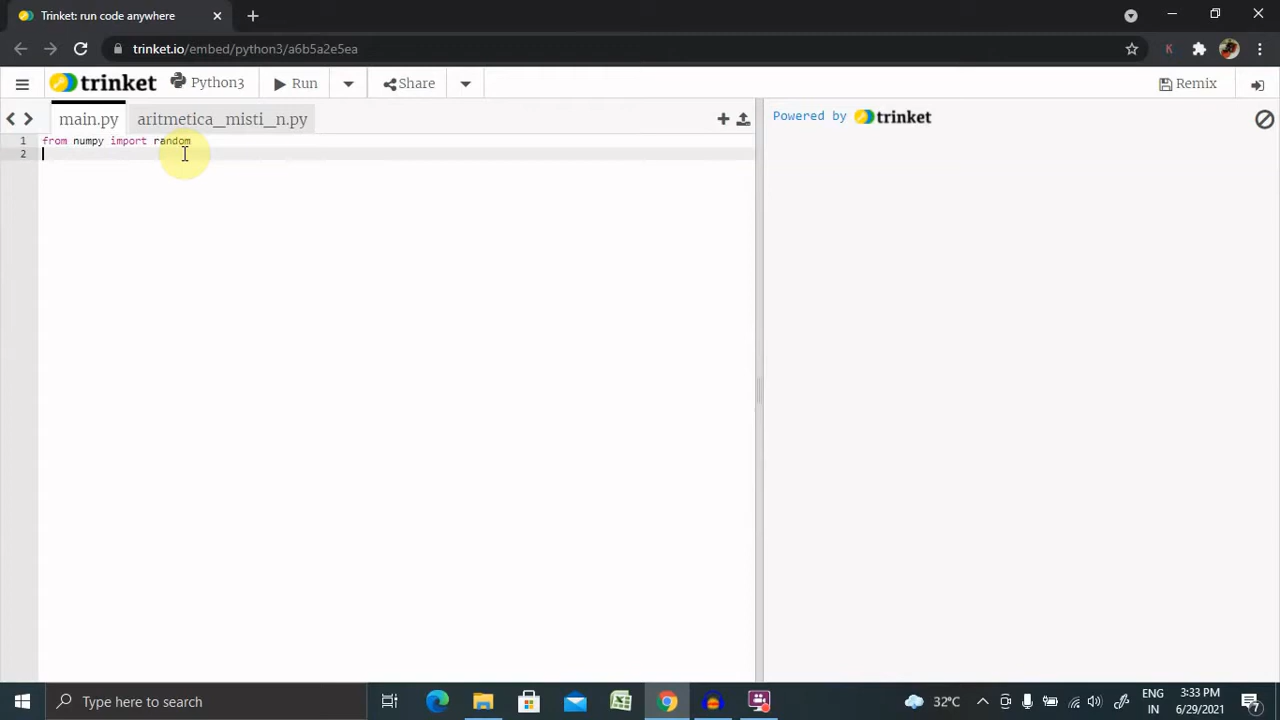 Trinket: run code anywhere
trinket.io/embed/python3/a6b5a2e5ea
trinket Python3 Run Share Remix
main.py aritmetica__misti__n.py
Powered by trinket
1 from numpy import random
2
Type here to search
32°C
ENG
IN
3:33 PM
6/29/2021
7